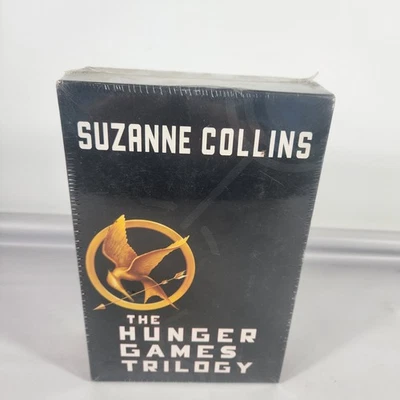 SUZANNE COLLINS
THE
HUNGER
GAMES
TRILOGY